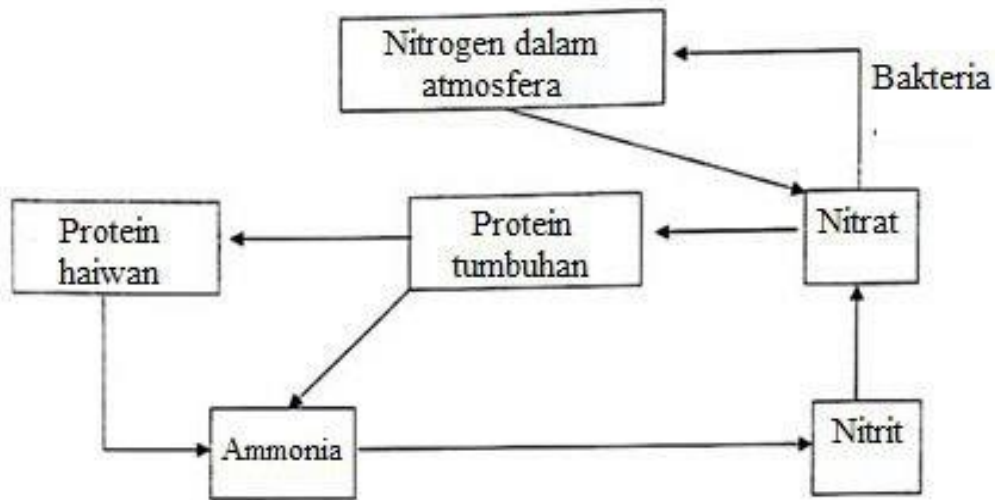 Nitrogen dalam
atmosfera
Bakteria
Protein
haiwan
Protein
tumbuhan
Nitrat
Ammonia
Nitrit